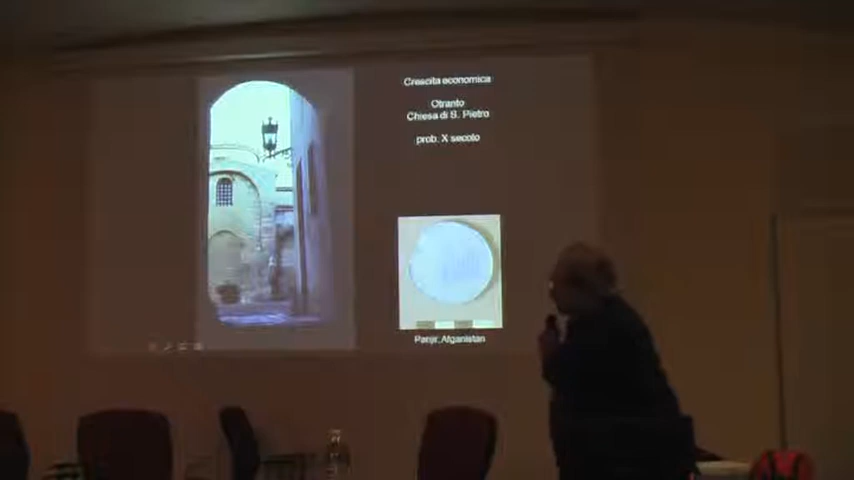 Crescita economica
Otranto
Chiesa di S. Pietro
prob. X secolo
Panjir, Afganistan